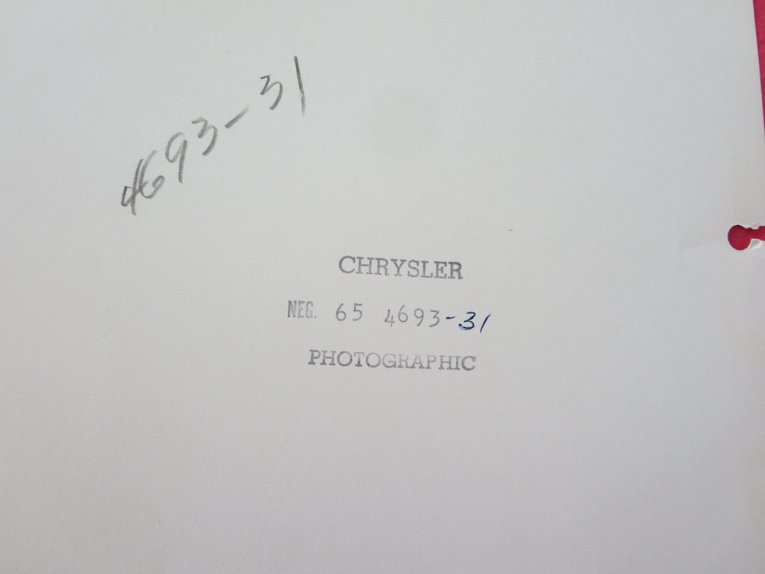 4693-31
CHRYSLER
NEG. 65 4693-31
PHOTOGRAPHIC